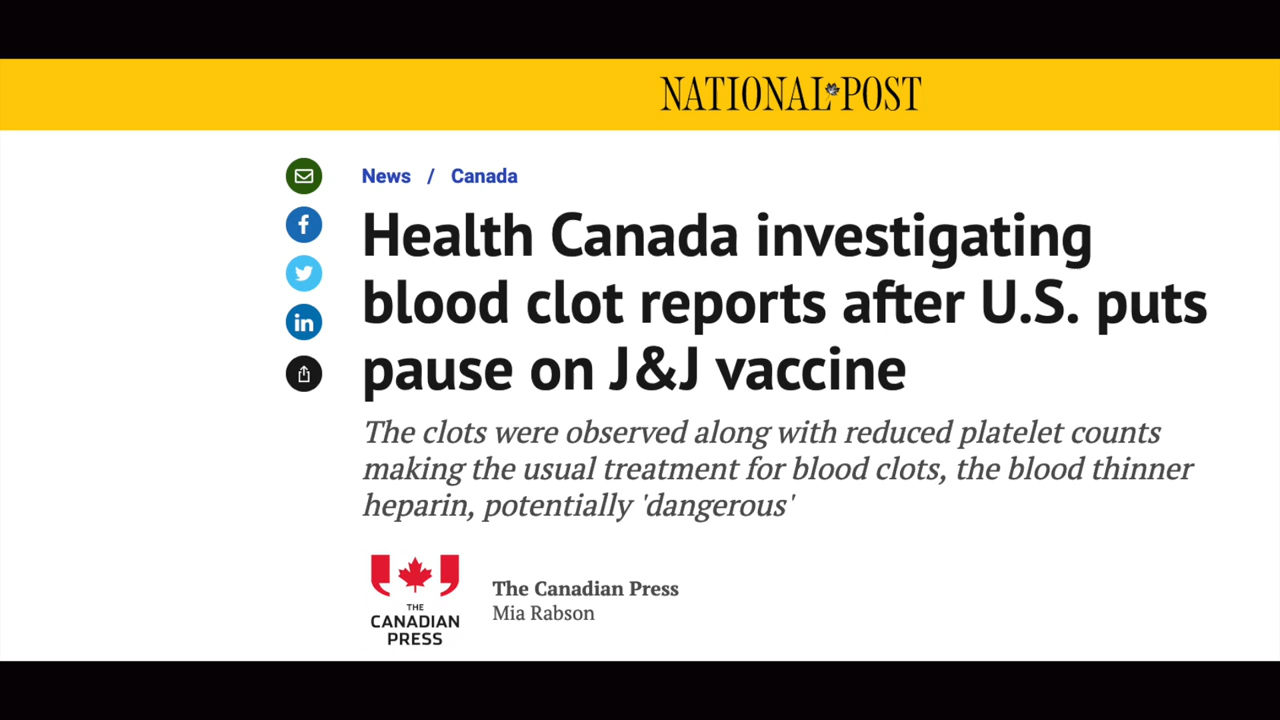 NATIONAL POST
News / Canada
Health Canada investigating
blood clot reports after U.S. puts
pause on J&J vaccine
The clots were observed along with reduced platelet counts
making the usual treatment for blood clots, the blood thinner
heparin, potentially 'dangerous'
THE
CANADIAN
PRESS
The Canadian Press
Mia Rabson